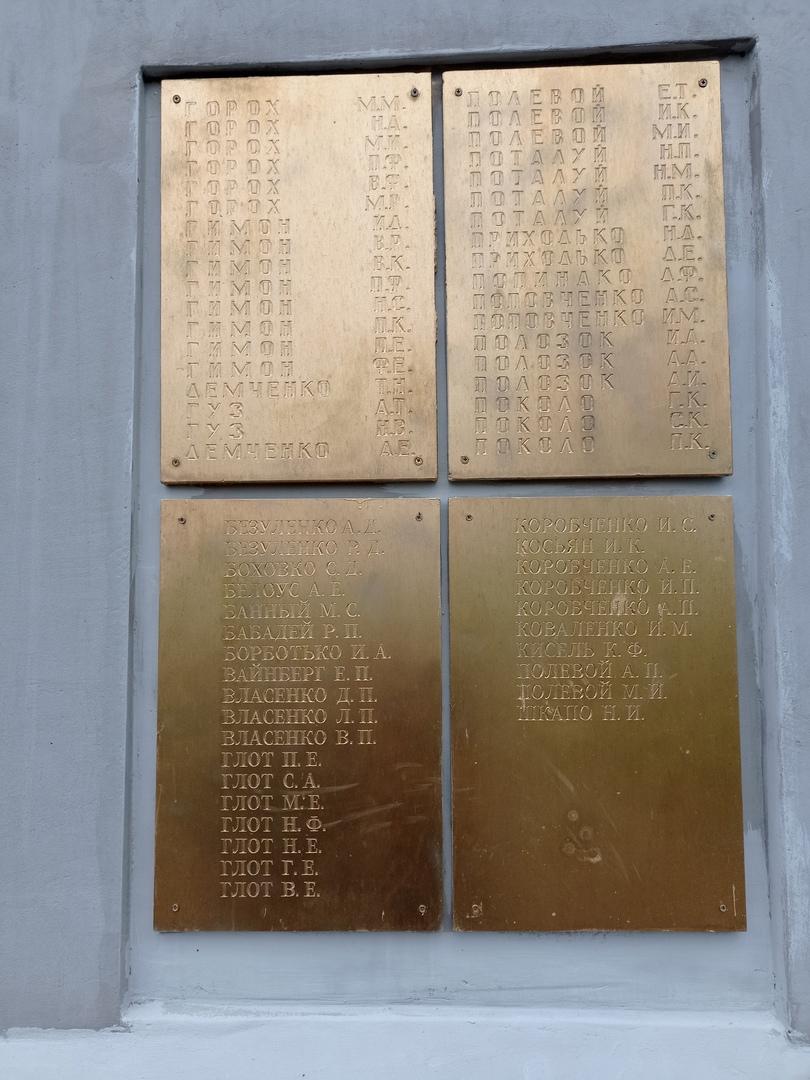 ГОРОХ М.М.
ГОРОХ Н.А.
ГОРОХ М.И.
ГОРОХ П.Ф.
ГОРОХ В.Ф.
ГОРОХ М.Р.
ГИМОН И.Д.
ГИМОН В.Р.
ГИМОН В.К.
ГИМОН П.Ф.
ГИМОН Н.С.
ГИМОН П.К.
ГИМОН П.Е.
ГИМОН Ф.Е.
ДЕМЧЕНКО Т.Н.
ГУЗ А.Т.
ГУЗ Н.В.
ДЕМЧЕНКО А.Е.
ПОЛЕВОЙ Е.Т.
ПОЛЕВОЙ И.К.
ПОЛЕВОЙ М.И.
ПОТАЛУЙ Н.П.
ПОТАЛУЙ Н.М.
ПОТАЛУЙ П.К.
ПОТАЛУЙ Г.К.
ПРИХОДЬКО Н.Д.
ПРИХОДЬКО Д.Е.
ПОПИНАКО Д.Ф.
ПОПОВЧЕНКО А.С.
ПОПОВЧЕНКО И.М.
ПОЛОЗОК И.А.
ПОЛОЗОК А.А.
ПОЛОЗОК А.И.
ПОКОЛО Г.К.
ПОКОЛО С.К.
ПОКОЛО П.К.
БЕЗУЛЕНКО А. Д.
БЕЗУЛЕНКО Р. Д.
БОХОВКО С. Д.
БЕЛОУС А. Е.
ВАННЫЙ М. С.
БАБАДЕЙ Р. П.
БОРБОТЬКО И. А.
ВАЙНБЕРГ Е. П.
ВЛАСЕНКО Д. П.
ВЛАСЕНКО Л. П.
ВЛАСЕНКО В. П.
ГЛОТ П. Е.
ГЛОТ С. А.
ГЛОТ М. Е.
ГЛОТ Н. Ф.
ГЛОТ Н. Е.
ГЛОТ Г. Е.
ГЛОТ В. Е.
КОРОБЧЕНКО И. С.
КОСЬЯН И. К.
КОРОБЧЕНКО А. Е.
КОРОБЧЕНКО И. П.
КОРОБЧЕНКО А. П.
КОВАЛЕНКО И. М.
КИСЕЛЬ К. Ф.
ПОЛЕВОЙ А. П.
ПОЛЕВОЙ М. И.
ШКАПО Н. И.